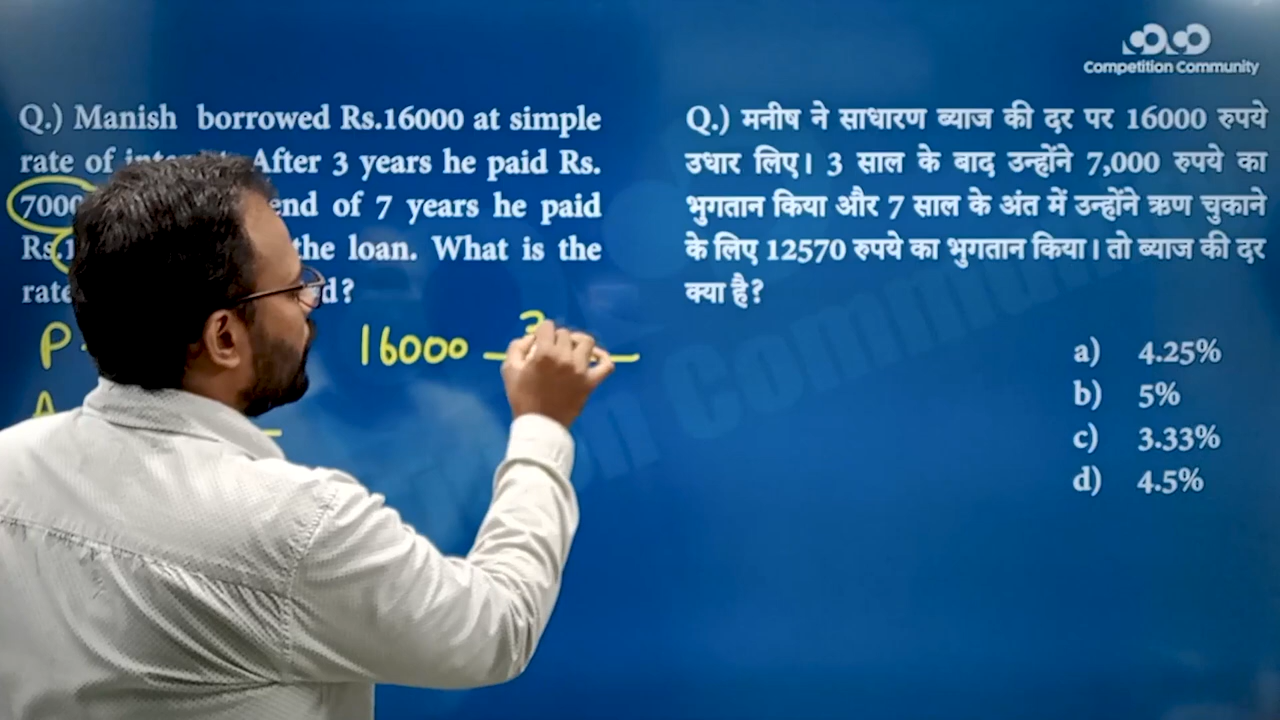 Competition Community
Q.) Manish borrowed Rs.16000 at simple
rate of After 3 years he paid Rs.
7000 end of 7 years he paid
the loan. What is the
rate
P
A
16000
3
Q.) मनीष ने साधारण ब्याज की दर पर 16000 रुपये
उधार लिए। 3 साल के बाद उन्होंने 7,000 रुपये का
भुगतान किया और 7 साल के अंत में उन्होंने ऋण चुकाने
के लिए 12570 रुपये का भुगतान किया। तो ब्याज की दर
क्या है?
a) 4.25%
b) 5%
c) 3.33%
d) 4.5%